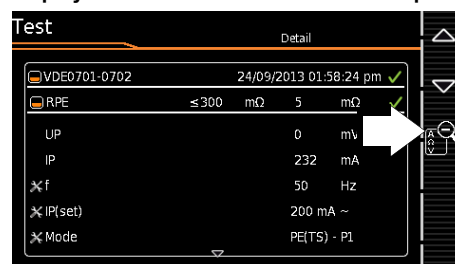 Test
Detail
VDE0701-0702 24/09/2013 01:58:24 pm ✓
RPE ≤300 mΩ 5 mΩ ✓
UP 0 mV
IP 232 mA
f 50 Hz
IP(set) 200 mA ~
Mode PE(TS) - P1